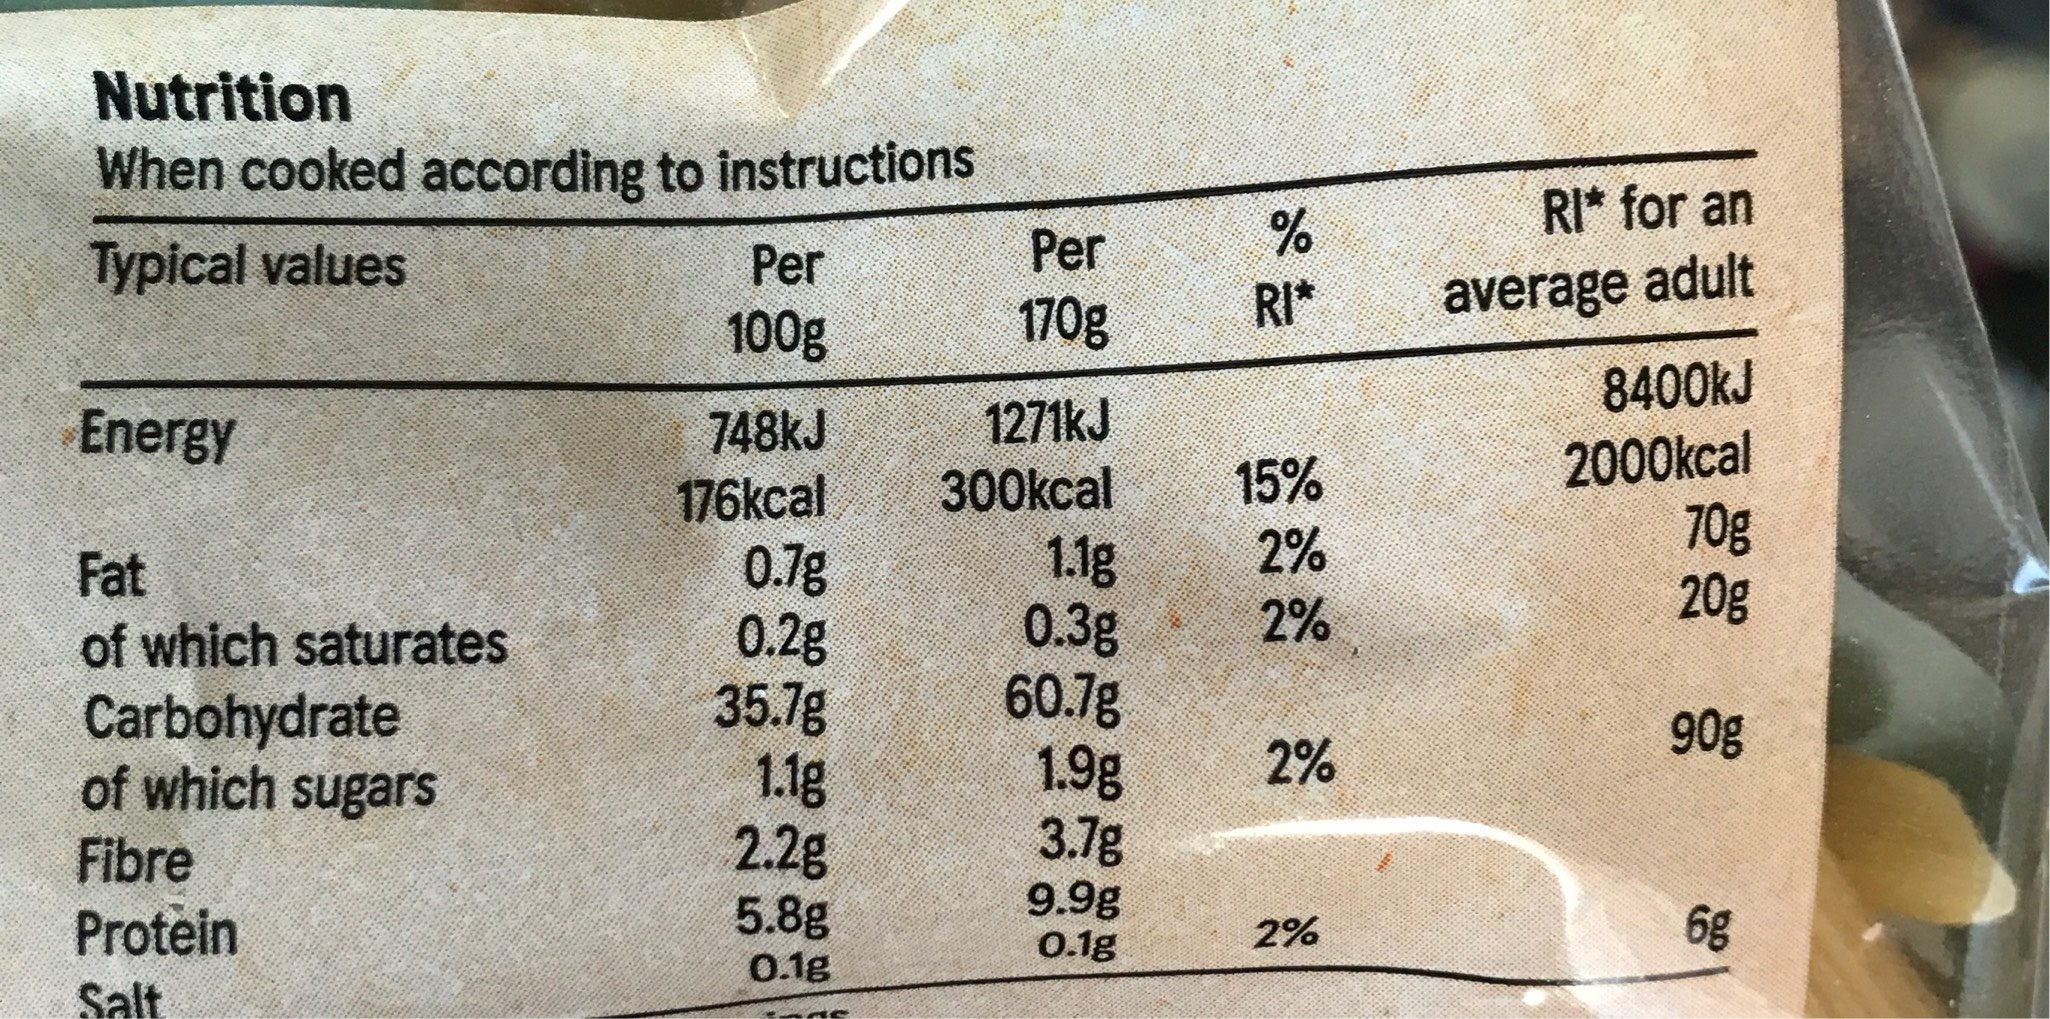 Nutrition
When cooked according to instructions
Typical values Per Per % RI* for an
100g 170g RI* average adult
Energy 748kJ 1271kJ 8400kJ
176kcal 300kcal 15% 2000kcal
Fat 0.7g 1.1g 2% 70g
of which saturates 0.2g 0.3g 2% 20g
Carbohydrate 35.7g 60.7g
of which sugars 1.1g 1.9g 2% 90g
Fibre 2.2g 3.7g
Protein 5.8g 9.9g
Salt 0.1g 0.1g 2% 6g